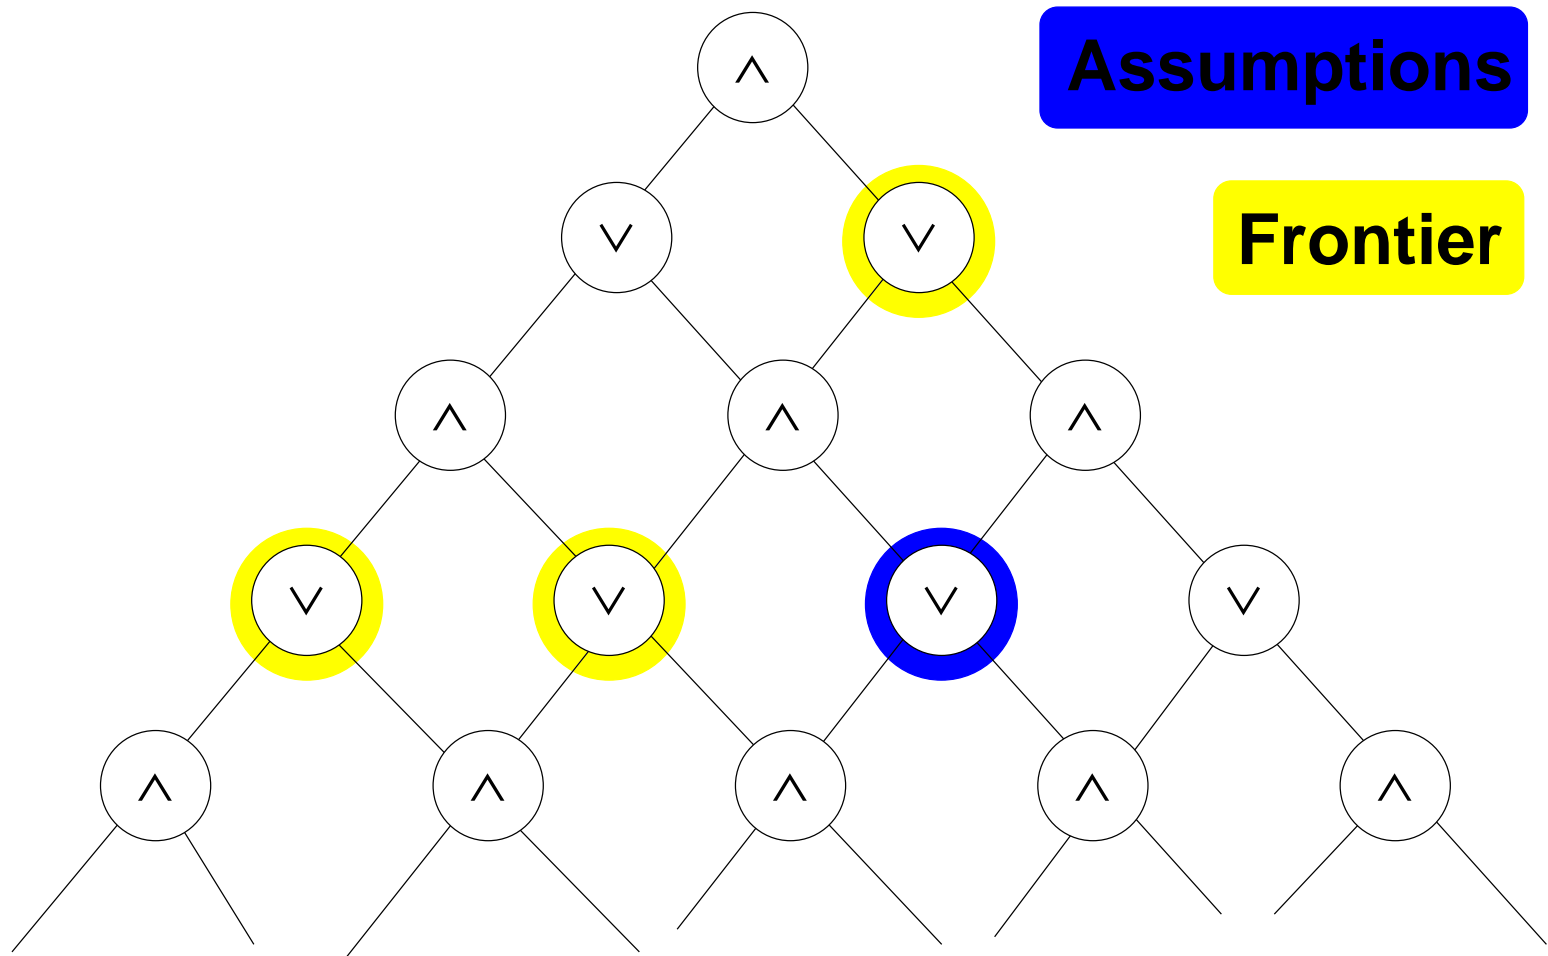 ∧ Assumptions
∨ ∨ Frontier
∧ ∧ ∧
∨ ∨ ∨ ∨
∧ ∧ ∧ ∧ ∧